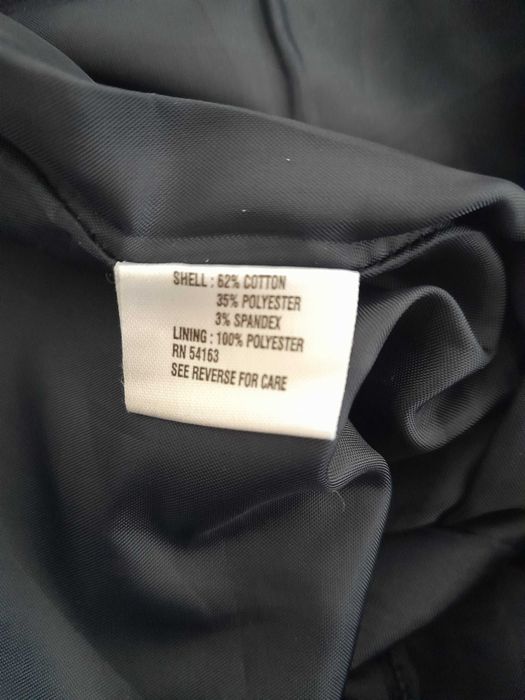 SHELL : 62% COTTON
35% POLYESTER
3% SPANDEX
LINING : 100% POLYESTER
RN 54163
SEE REVERSE FOR CARE